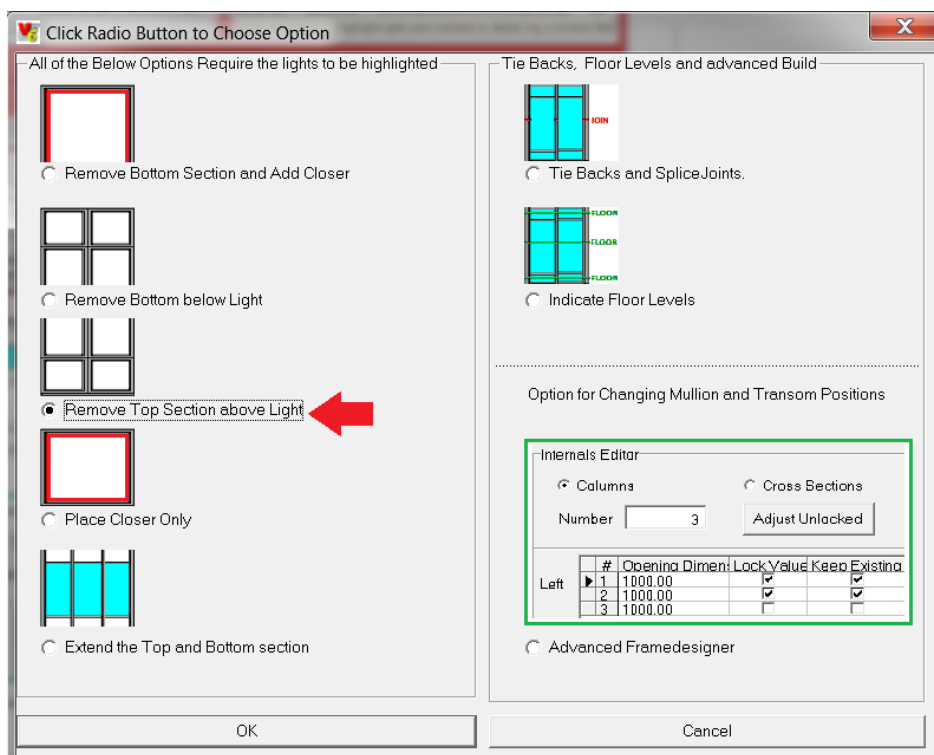 Click Radio Button to Choose Option
X
All of the Below Options Require the lights to be highlighted
Remove Bottom Section and Add Closer
Remove Bottom below Light
Remove Top Section above Light
Place Closer Only
Extend the Top and Bottom section
Tie Backs, Floor Levels and advanced Build
JOIN
Tie Backs and SpliceJoints.
FLOOR
FLOOR
FLOOR
Indicate Floor Levels
Option for Changing Mullion and Transom Positions
Internals Editor
Columns Cross Sections
Number 3 Adjust Unlocked
Left
# Opening Dimen: Lock Value Keep Existing
1 1000.00
2 1000.00
3 1000.00
Advanced Framedesigner
OK Cancel